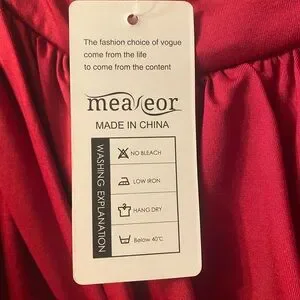 The fashion choice of vogue
come from the life
to come from the content
meaneor
MADE IN CHINA
WASHING EXPLANATION
NO BLEACH
LOW IRON
HANG DRY
Below 40℃